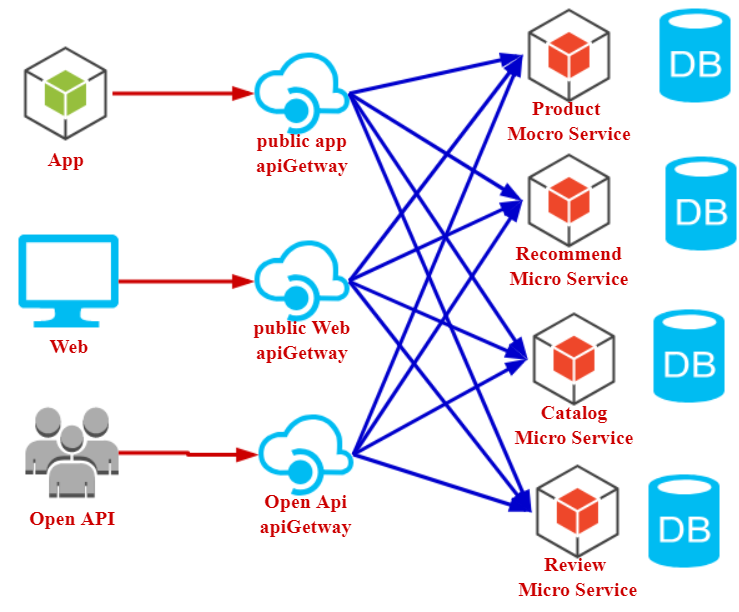 App
public app
apiGetway
Product
Mocro Service
DB
Recommend
Micro Service
DB
Web
public Web
apiGetway
Catalog
Micro Service
DB
Open API
Open Api
apiGetway
Review
Micro Service
DB